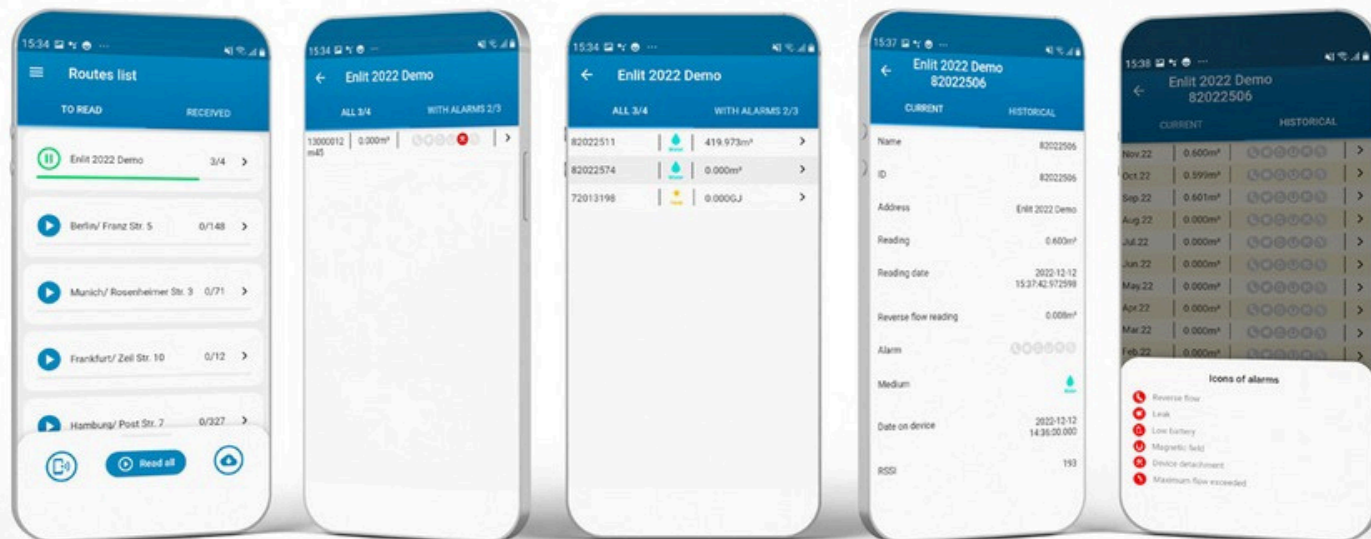 15:34
Routes list
TO READ RECEIVED
Enlit 2022 Demo 3/4
Berlin/ Franz Str. 5 0/148
Munich/ Rosenheimer Str. 3 0/71
Frankfurt/ Zeil Str. 10 0/12
Hamburg/ Post Str. 7 0/327
Read all
15:34
Enlit 2022 Demo
ALL 3/4 WITH ALARMS 2/3
13000012 0.000m³
m45
15:34
Enlit 2022 Demo
ALL 3/4 WITH ALARMS 2/3
82022511 Water 419.973m³
82022574 Water 0.000m³
72013198 0.000GJ
15:37
Enlit 2022 Demo
82022506
CURRENT HISTORICAL
Name 82022506
ID 82022506
Address Enlit 2022 Demo
Reading 0.600m³
Reading date 2022-12-12
15:37:42.972598
Reverse flow reading 0.008m³
Alarm
Medium Water
Date on device 2022-12-12
14:36:00.000
RSSI 193
15:38
Enlit 2022 Demo
82022506
CURRENT HISTORICAL
Nov.22 0.600m³
Oct.22 0.599m³
Sep.22 0.601m³
Aug.22 0.000m³
Jul.22 0.000m³
Jun.22 0.000m³
May.22 0.000m³
Apr.22 0.000m³
Mar.22 0.000m³
Feb.22 0.000m³
Icons of alarms
Reverse flow
Leak
Low battery
Magnetic field
Device detachment
Maximum flow exceeded